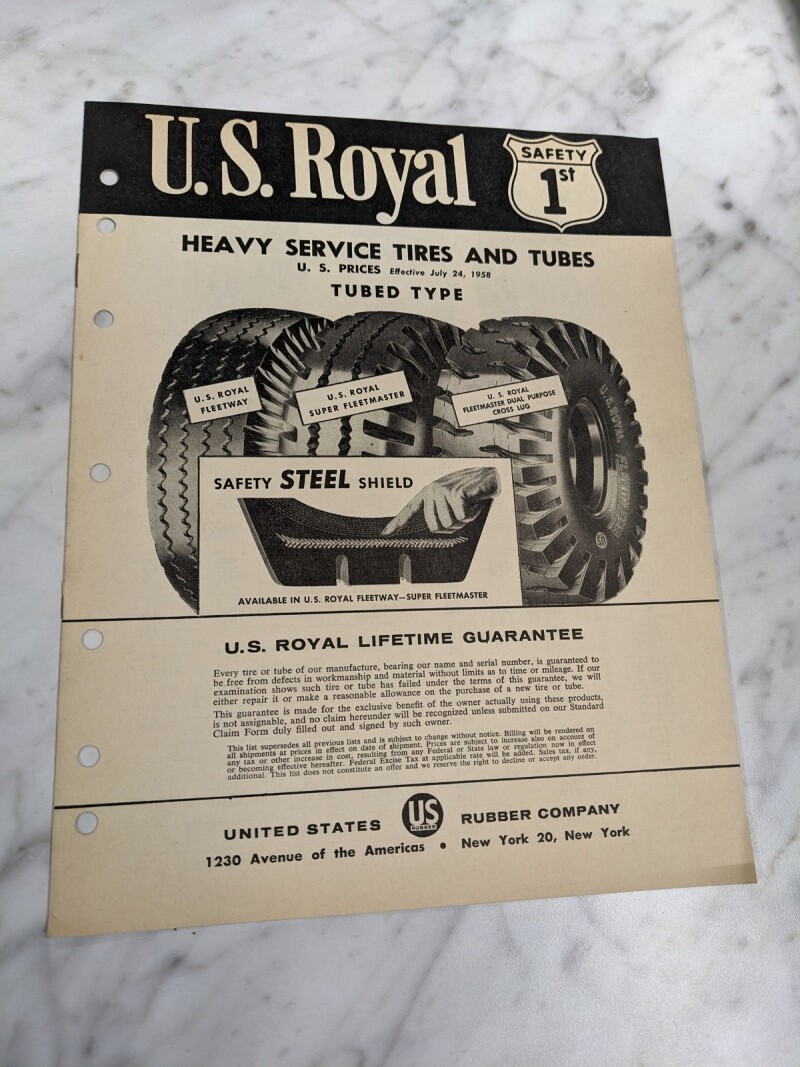 U.S. Royal
SAFETY
1st
HEAVY SERVICE TIRES AND TUBES
U. S. PRICES Effective July 24, 1958
TUBED TYPE
U.S. ROYAL
FLEETWAY
U.S. ROYAL
SUPER FLEETMASTER
U. S. ROYAL
FLEETMASTER DUAL PURPOSE
CROSS LUG
U.S. ROYAL
US
SAFETY STEEL SHIELD
AVAILABLE IN U.S. ROYAL FLEETWAY—SUPER FLEETMASTER
U.S. ROYAL LIFETIME GUARANTEE
Every tire or tube of our manufacture, bearing our name and serial number, is guaranteed to
be free from defects in workmanship and material without limits as to time or mileage. If our
examination shows such tire or tube has failed under the terms of this guarantee, we will
either repair it or make a reasonable allowance on the purchase of a new tire or tube.
This guarantee is made for the exclusive benefit of the owner actually using these products,
is not assignable, and no claim hereunder will be recognized unless submitted on our Standard
Claim Form duly filled out and signed by such owner.
This list supersedes all previous lists and is subject to change without notice. Billing will be rendered on
all shipments at prices in effect on date of shipment. Prices are subject to increase also on account of
any tax or other increase in cost, resulting from any Federal or State law or regulation now in effect
or becoming effective hereafter. Federal Excise Tax at applicable rate will be added. Sales tax, if any,
additional. This list does not constitute an offer and we reserve the right to decline or accept any order.
UNITED STATES US RUBBER RUBBER COMPANY
1230 Avenue of the Americas • New York 20, New York